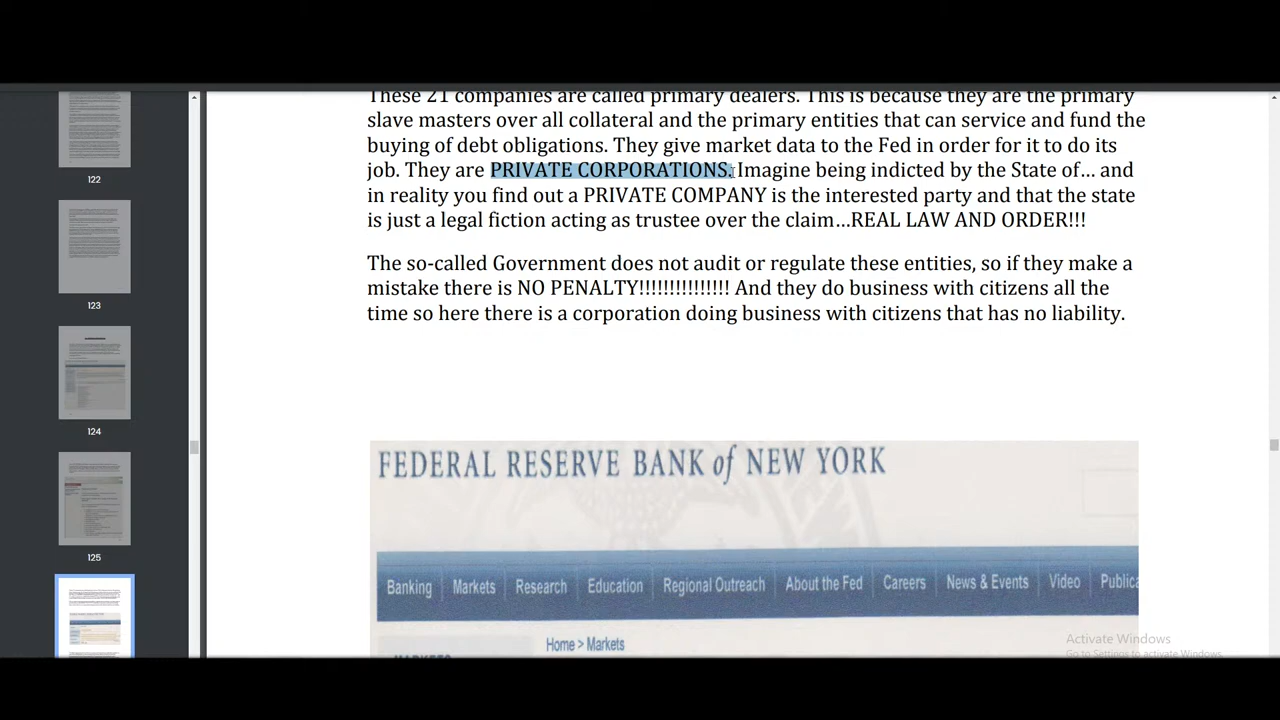 122
123
124
125
These 21 companies are called primary dealers. This is because they are the primary
slave masters over all collateral and the primary entities that can service and fund the
buying of debt obligations. They give market data to the Fed in order for it to do its
job. They are PRIVATE CORPORATIONS. Imagine being indicted by the State of… and
in reality you find out a PRIVATE COMPANY is the interested party and that the state
is just a legal fiction acting as trustee over the claim…REAL LAW AND ORDER!!!
The so-called Government does not audit or regulate these entities, so if they make a
mistake there is NO PENALTY!!!!!!!!!!!!!!! And they do business with citizens all the
time so here there is a corporation doing business with citizens that has no liability.
FEDERAL RESERVE BANK of NEW YORK
Banking Markets Research Education Regional Outreach About the Fed Careers News & Events Video Publica
Home > Markets
MARKETS
Activate Windows
Go to Settings to activate Windows.